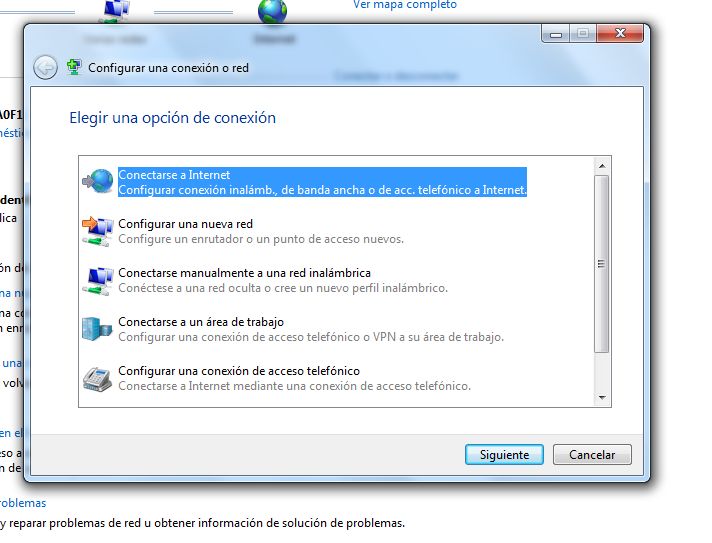 Ver mapa completo
Configurar una conexión o red
Elegir una opción de conexión
Conectarse a Internet
Configurar conexión inalámb., de banda ancha o de acc. telefónico a Internet.
Configurar una nueva red
Configure un enrutador o un punto de acceso nuevos.
Conectarse manualmente a una red inalámbrica
Conéctese a una red oculta o cree un nuevo perfil inalámbrico.
Conectarse a un área de trabajo
Configurar una conexión de acceso telefónico o VPN a su área de trabajo.
Configurar una conexión de acceso telefónico
Conectarse a Internet mediante una conexión de acceso telefónico.
Siguiente
Cancelar
y reparar problemas de red u obtener información de solución de problemas.